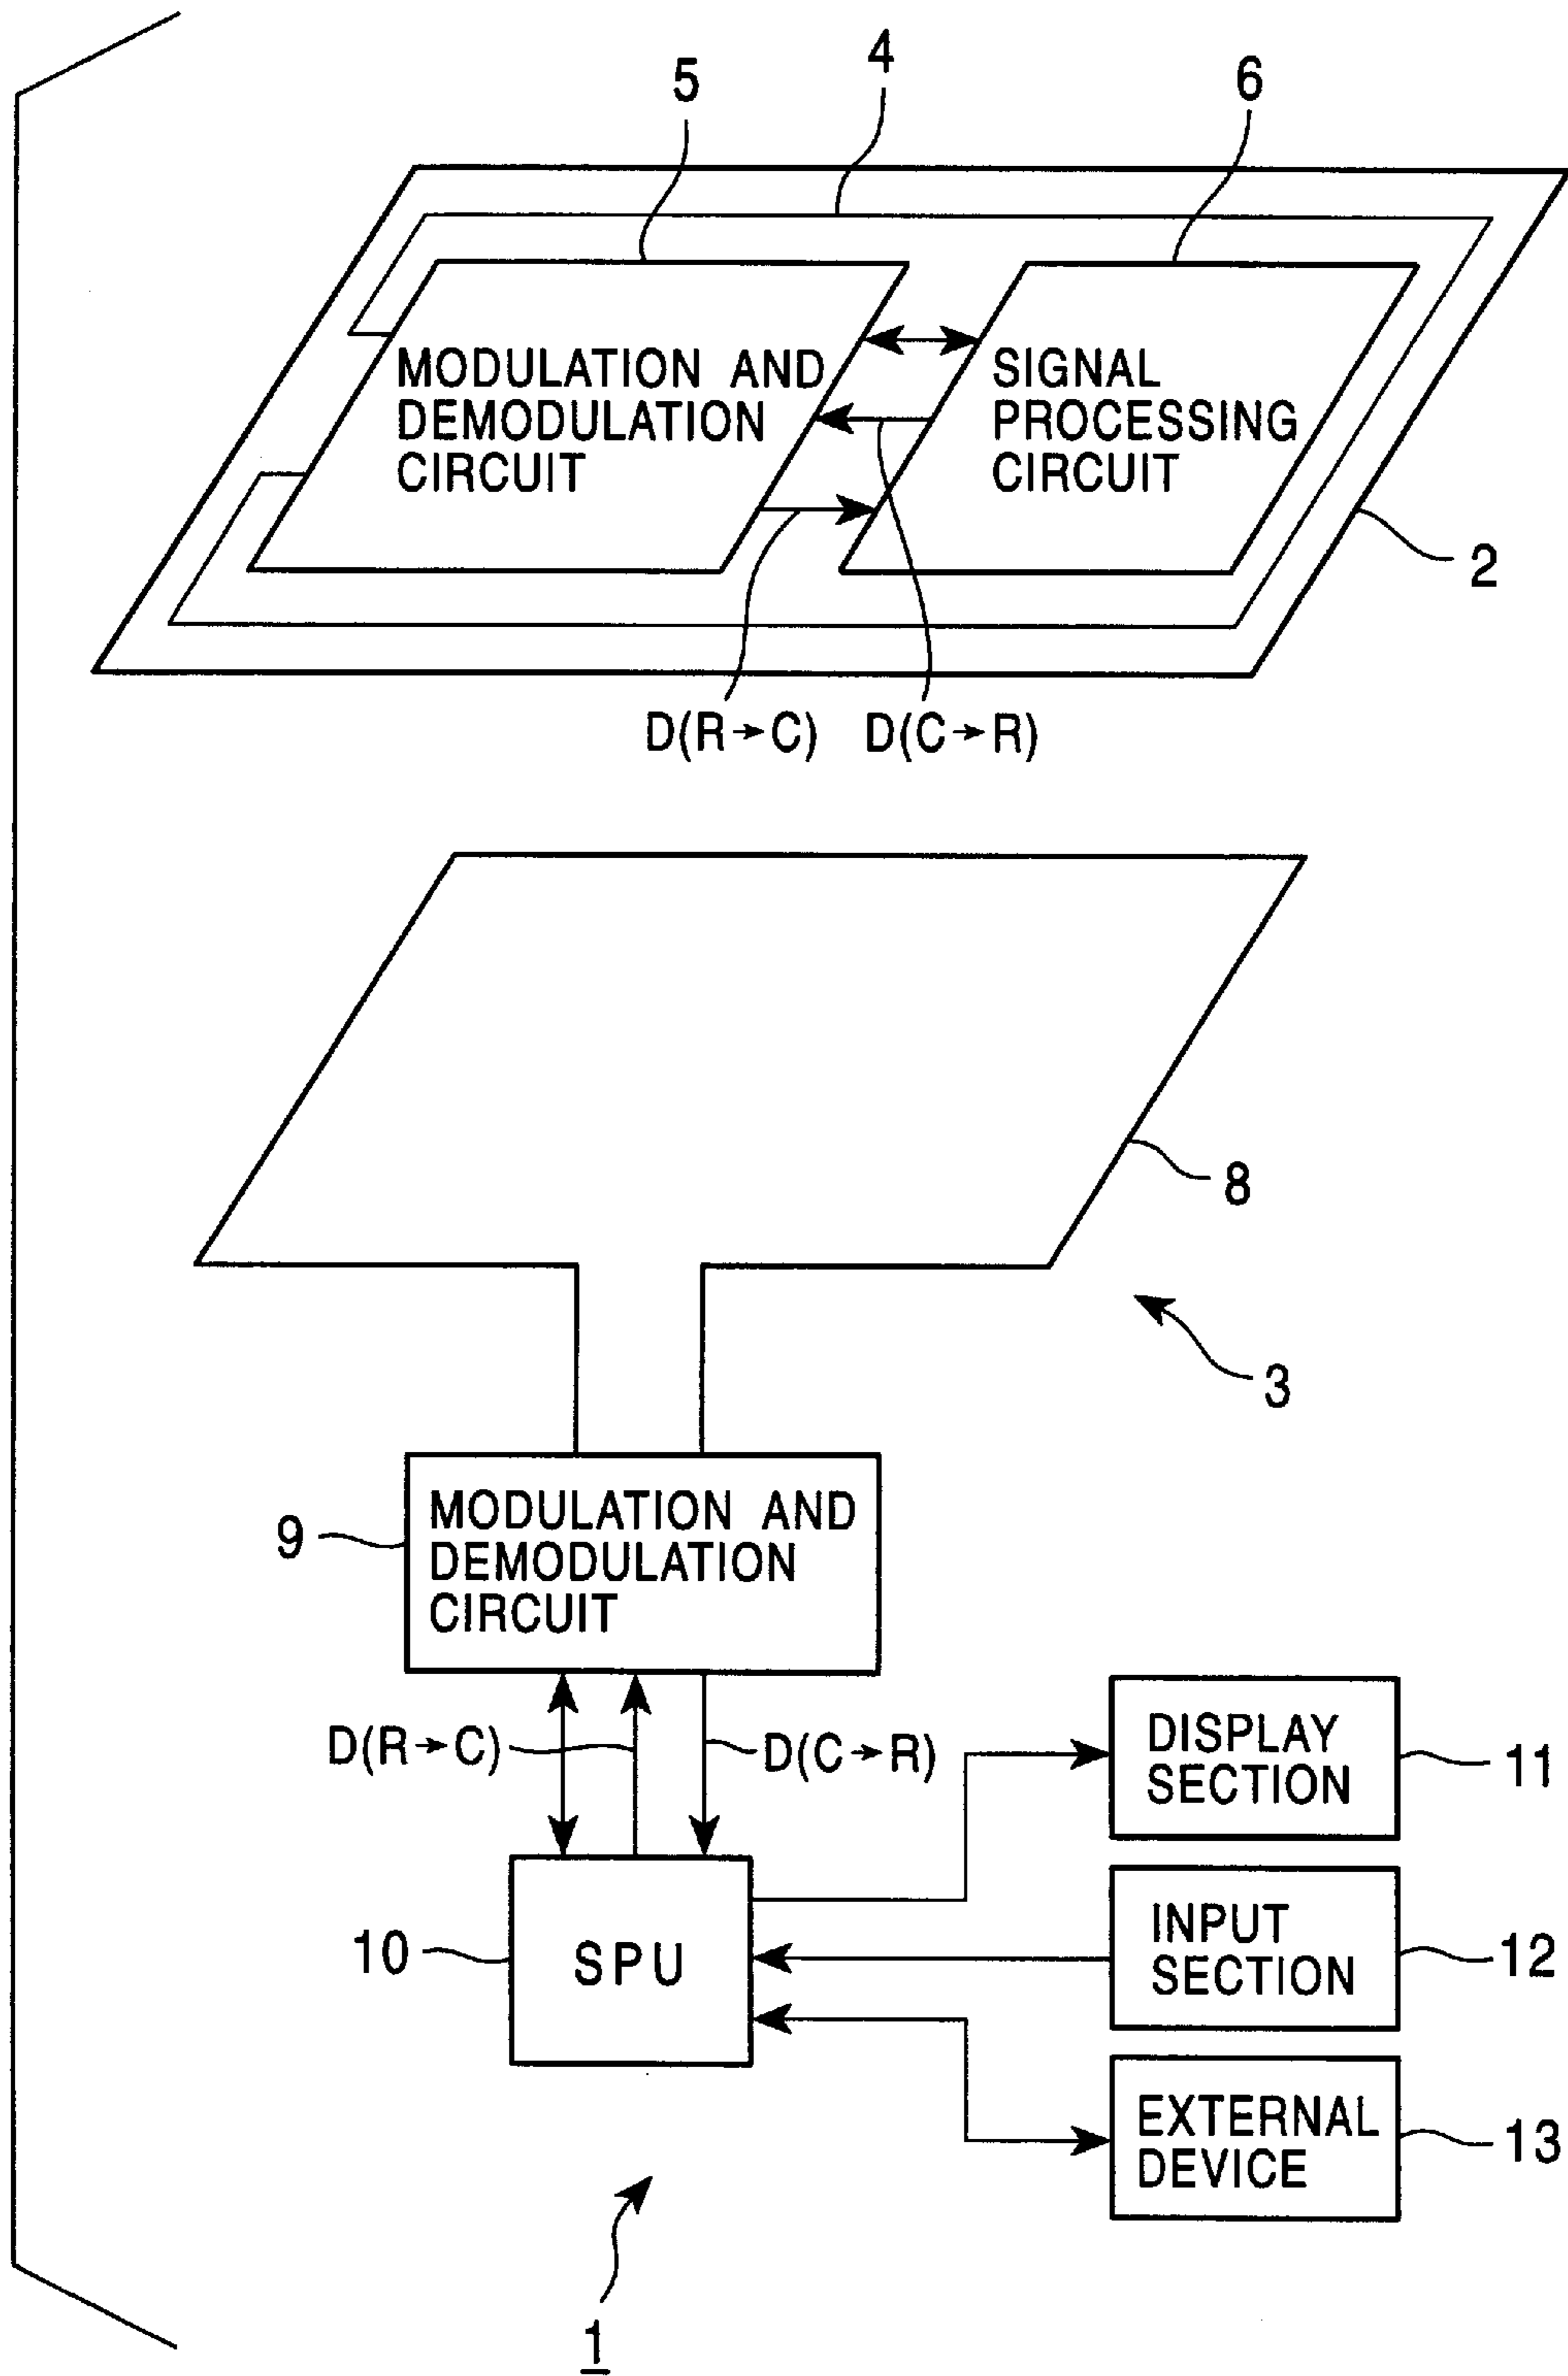 4
5
6
MODULATION AND
DEMODULATION
CIRCUIT
SIGNAL
PROCESSING
CIRCUIT
2
D(R→C)
D(C→R)
8
3
9
MODULATION AND
DEMODULATION
CIRCUIT
D(R→C)
D(C→R)
DISPLAY
SECTION
11
10
SPU
INPUT
SECTION
12
EXTERNAL
DEVICE
13
1